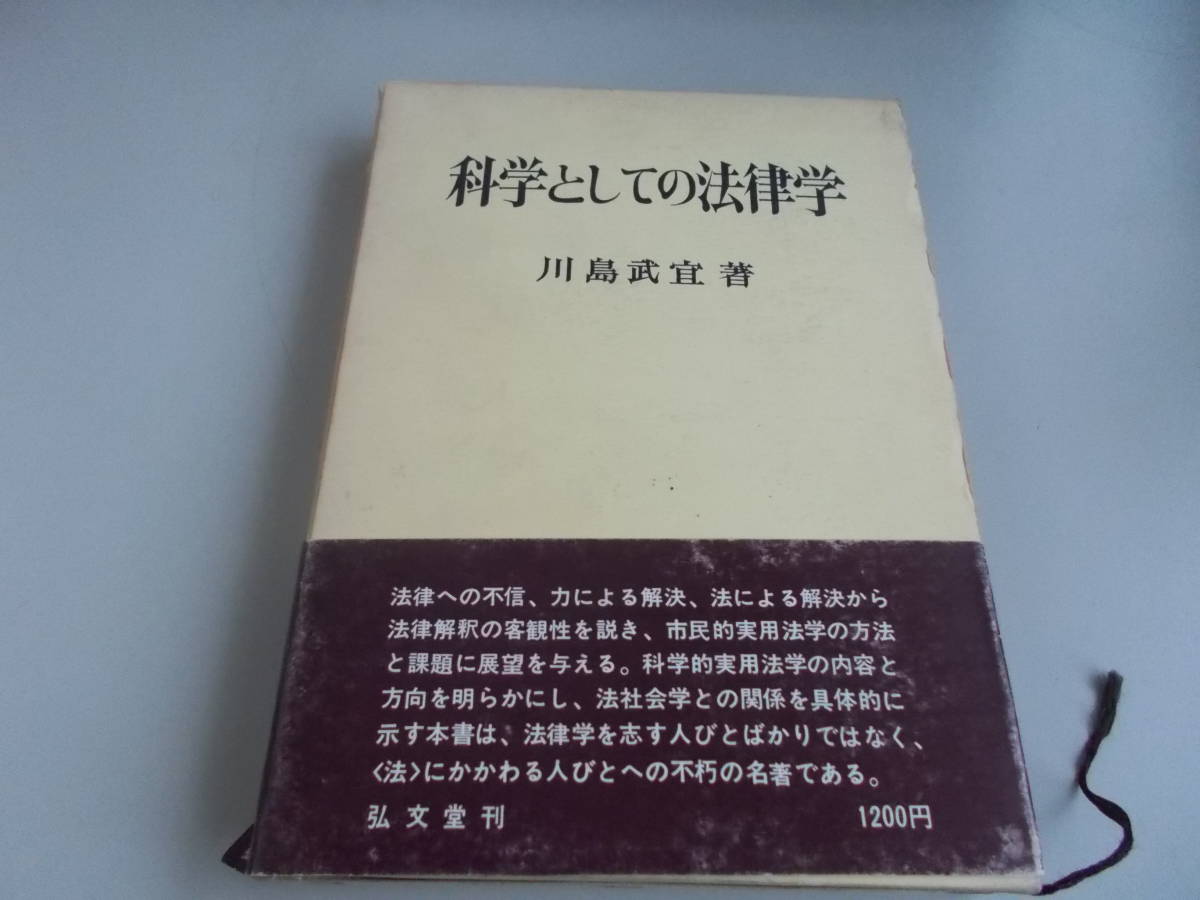 科学としての法律学
川島武宜 著
法律への不信、力による解決、法による解決から
法律解釈の客観性を説き、市民的実用法学の方法
と課題に展望を与える。科学的実用法学の内容と
方向を明らかにし、法社会学との関係を具体的に
示す本書は、法律学を志す人びとばかりではなく、
〈法〉にかかわる人びとへの不朽の名著である。
弘文堂刊 1200円